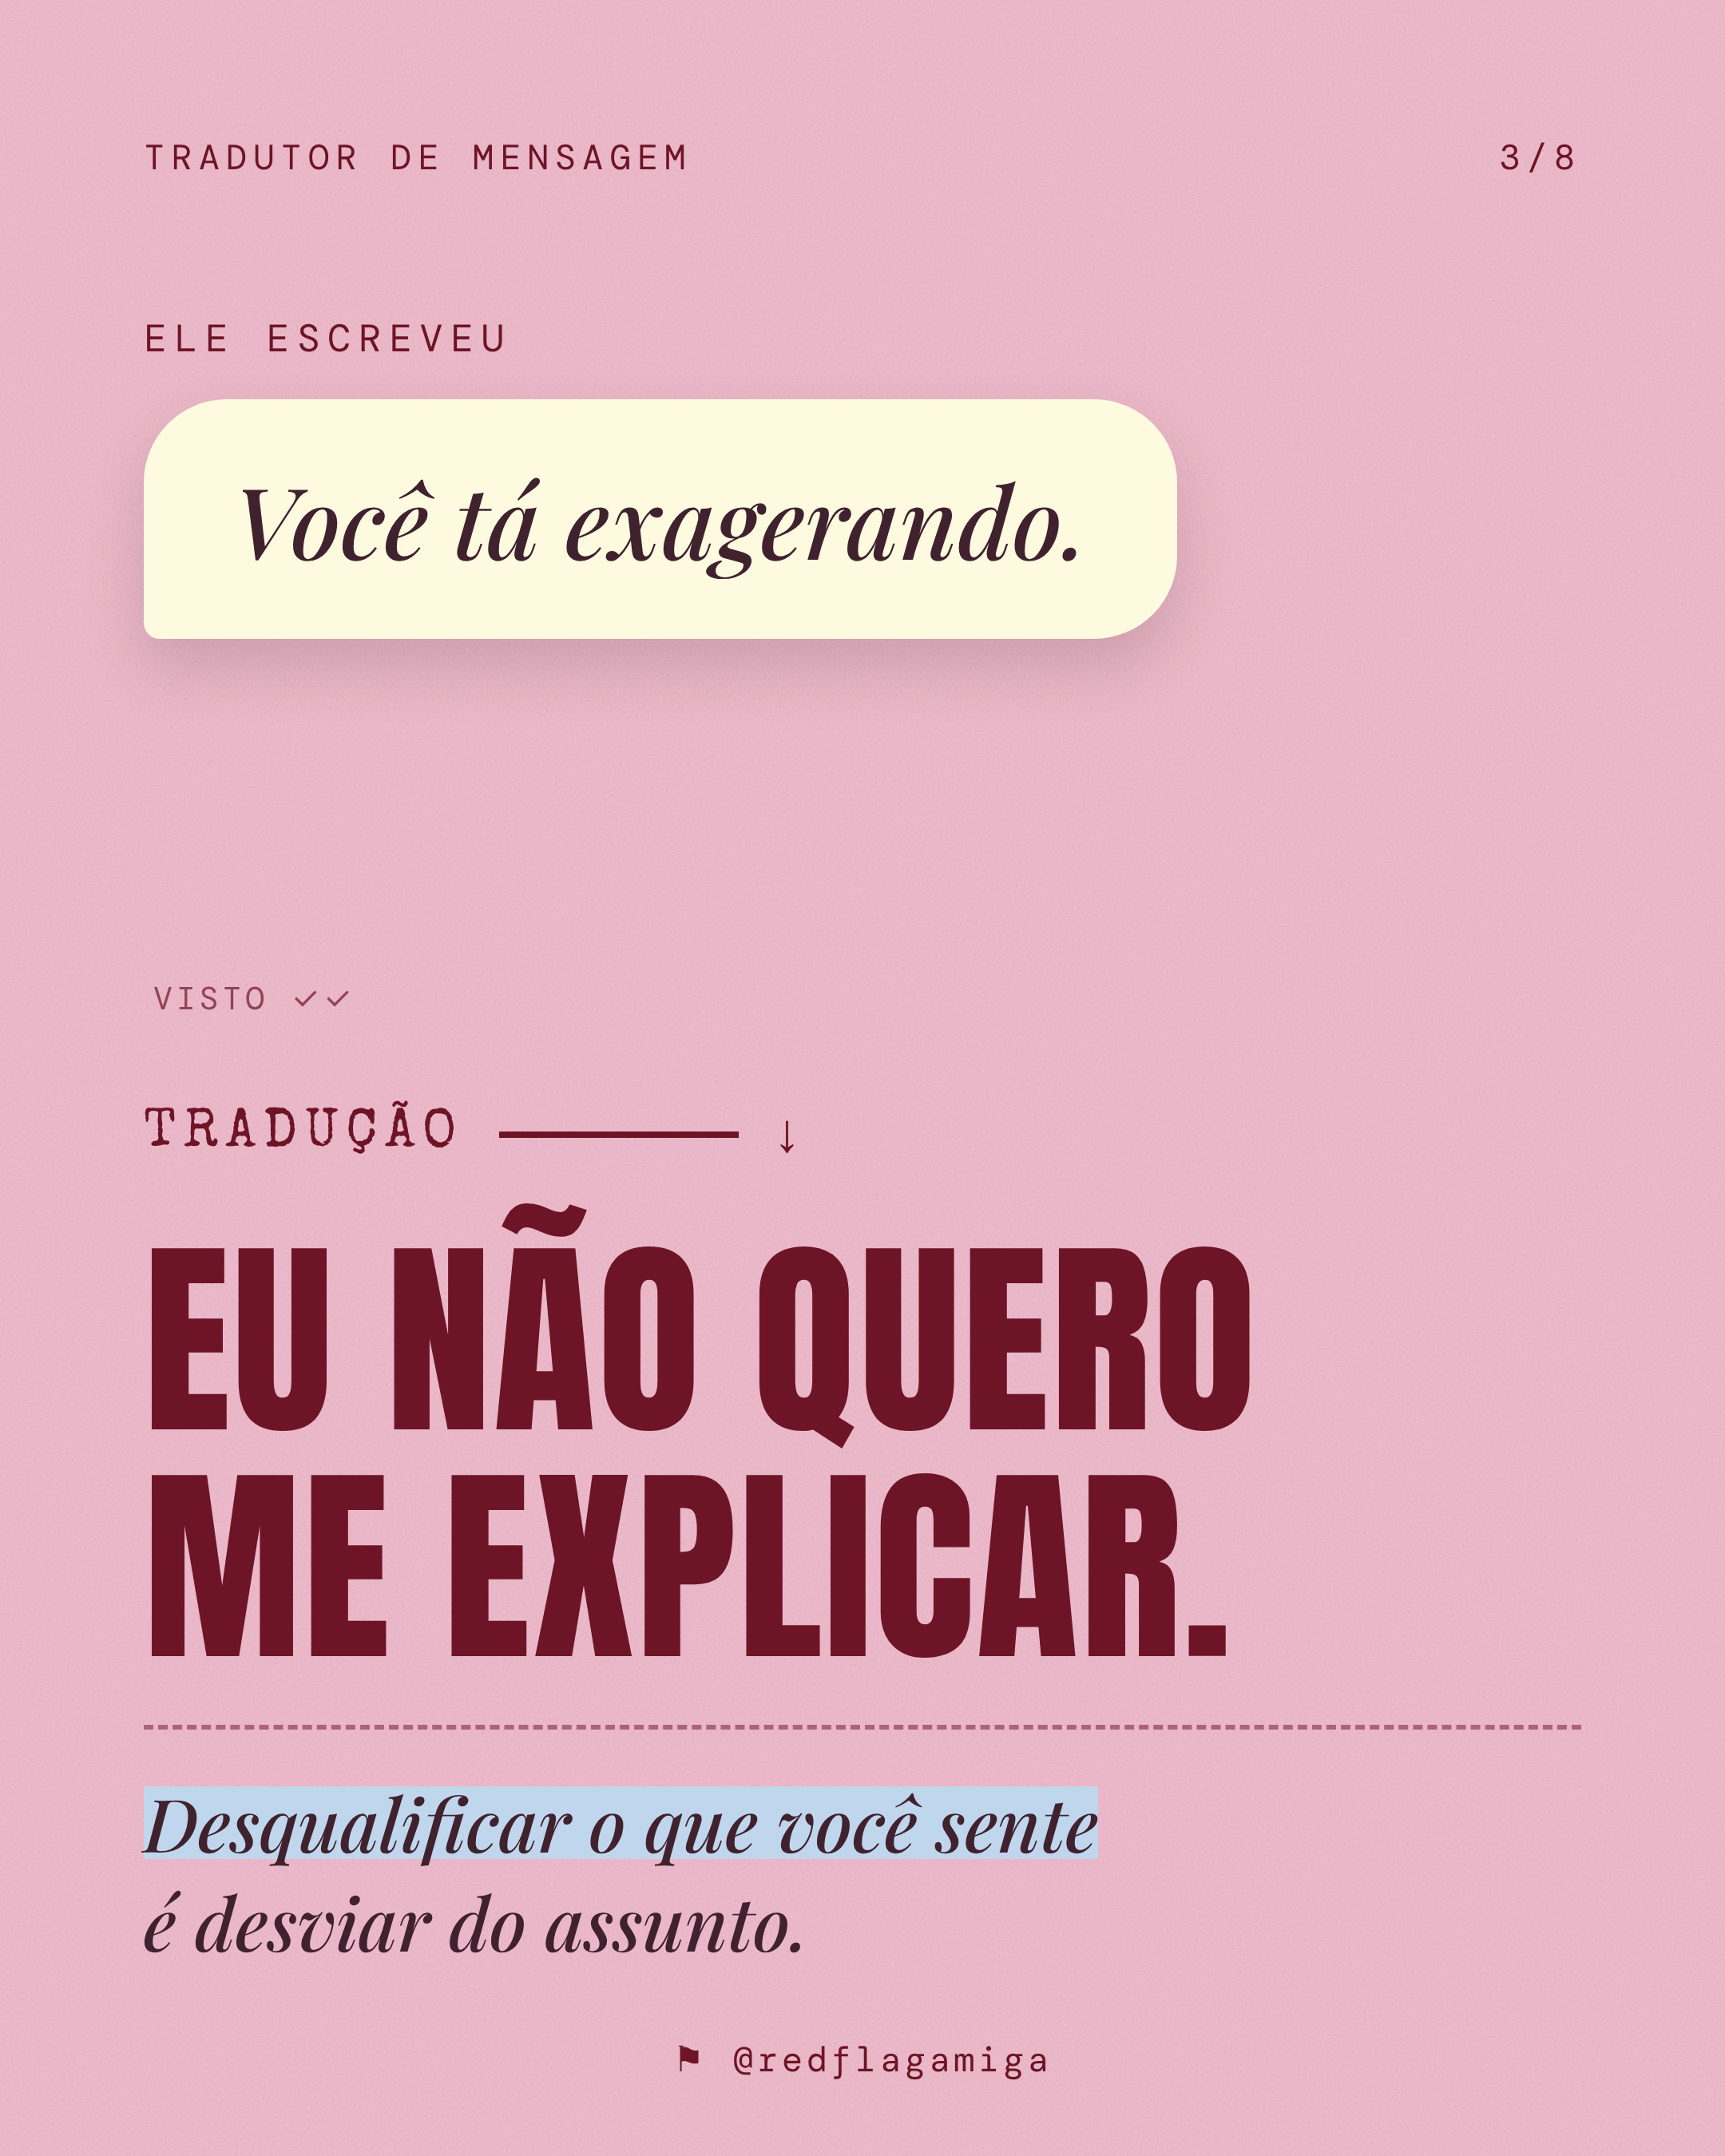 TRADUTOR DE MENSAGEM 3/8
ELE ESCREVEU
Você tá exagerando.
VISTO ✓✓
TRADUÇÃO ↓
EU NÃO QUERO
ME EXPLICAR.
Desqualificar o que você sente
é desviar do assunto.
⚑ @redflagamiga